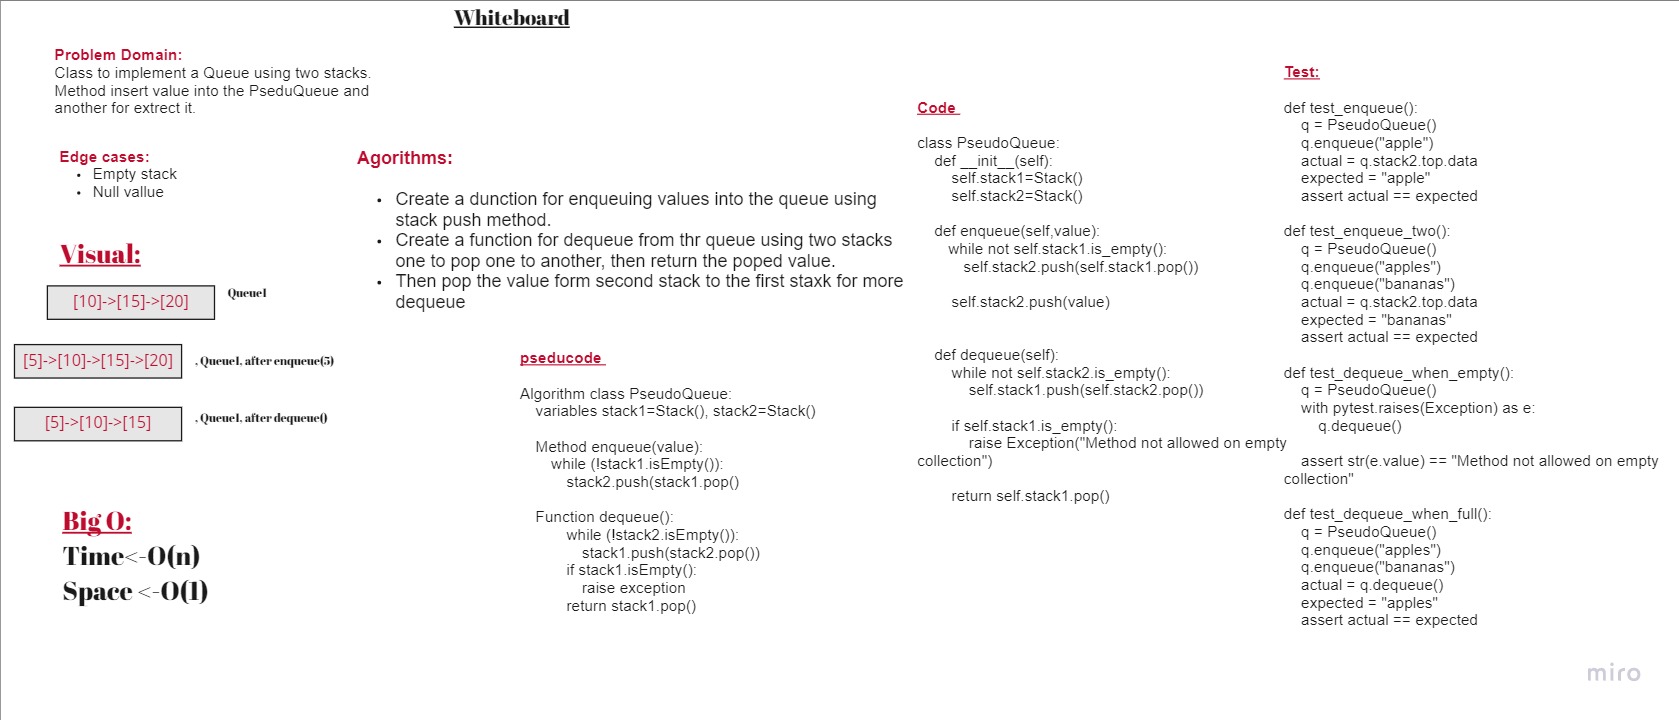 Whiteboard
Problem Domain:
Class to implement a Queue using two stacks.
Method insert value into the PseduQueue and
another for extrect it.
Edge cases:
• Empty stack
• Null vallue
Visual:
[10]->[15]->[20]
Queue1
[5]->[10]->[15]->[20]
, Queue1, after enqueue(5)
[5]->[10]->[15]
, Queue1, after dequeue()
Big O:
Time<-O(n)
Space <-O(1)
Agorithms:
• Create a dunction for enqueuing values into the queue using
stack push method.
• Create a function for dequeue from thr queue using two stacks
one to pop one to another, then return the poped value.
• Then pop the value form second stack to the first staxk for more
dequeue
pseducode
Algorithm class PseudoQueue:
variables stack1=Stack(), stack2=Stack()
Method enqueue(value):
while (!stack1.isEmpty()):
stack2.push(stack1.pop()
Function dequeue():
while (!stack2.isEmpty()):
stack1.push(stack2.pop())
if stack1.isEmpty():
raise exception
return stack1.pop()
Code
class PseudoQueue:
def __init__(self):
self.stack1=Stack()
self.stack2=Stack()
def enqueue(self,value):
while not self.stack1.is_empty():
self.stack2.push(self.stack1.pop())
self.stack2.push(value)
def dequeue(self):
while not self.stack2.is_empty():
self.stack1.push(self.stack2.pop())
if self.stack1.is_empty():
raise Exception("Method not allowed on empty
collection")
return self.stack1.pop()
Test:
def test_enqueue():
q = PseudoQueue()
q.enqueue("apple")
actual = q.stack2.top.data
expected = "apple"
assert actual == expected
def test_enqueue_two():
q = PseudoQueue()
q.enqueue("apples")
q.enqueue("bananas")
actual = q.stack2.top.data
expected = "bananas"
assert actual == expected
def test_dequeue_when_empty():
q = PseudoQueue()
with pytest.raises(Exception) as e:
q.dequeue()
assert str(e.value) == "Method not allowed on empty
collection"
def test_dequeue_when_full():
q = PseudoQueue()
q.enqueue("apples")
q.enqueue("bananas")
actual = q.dequeue()
expected = "apples"
assert actual == expected
miro